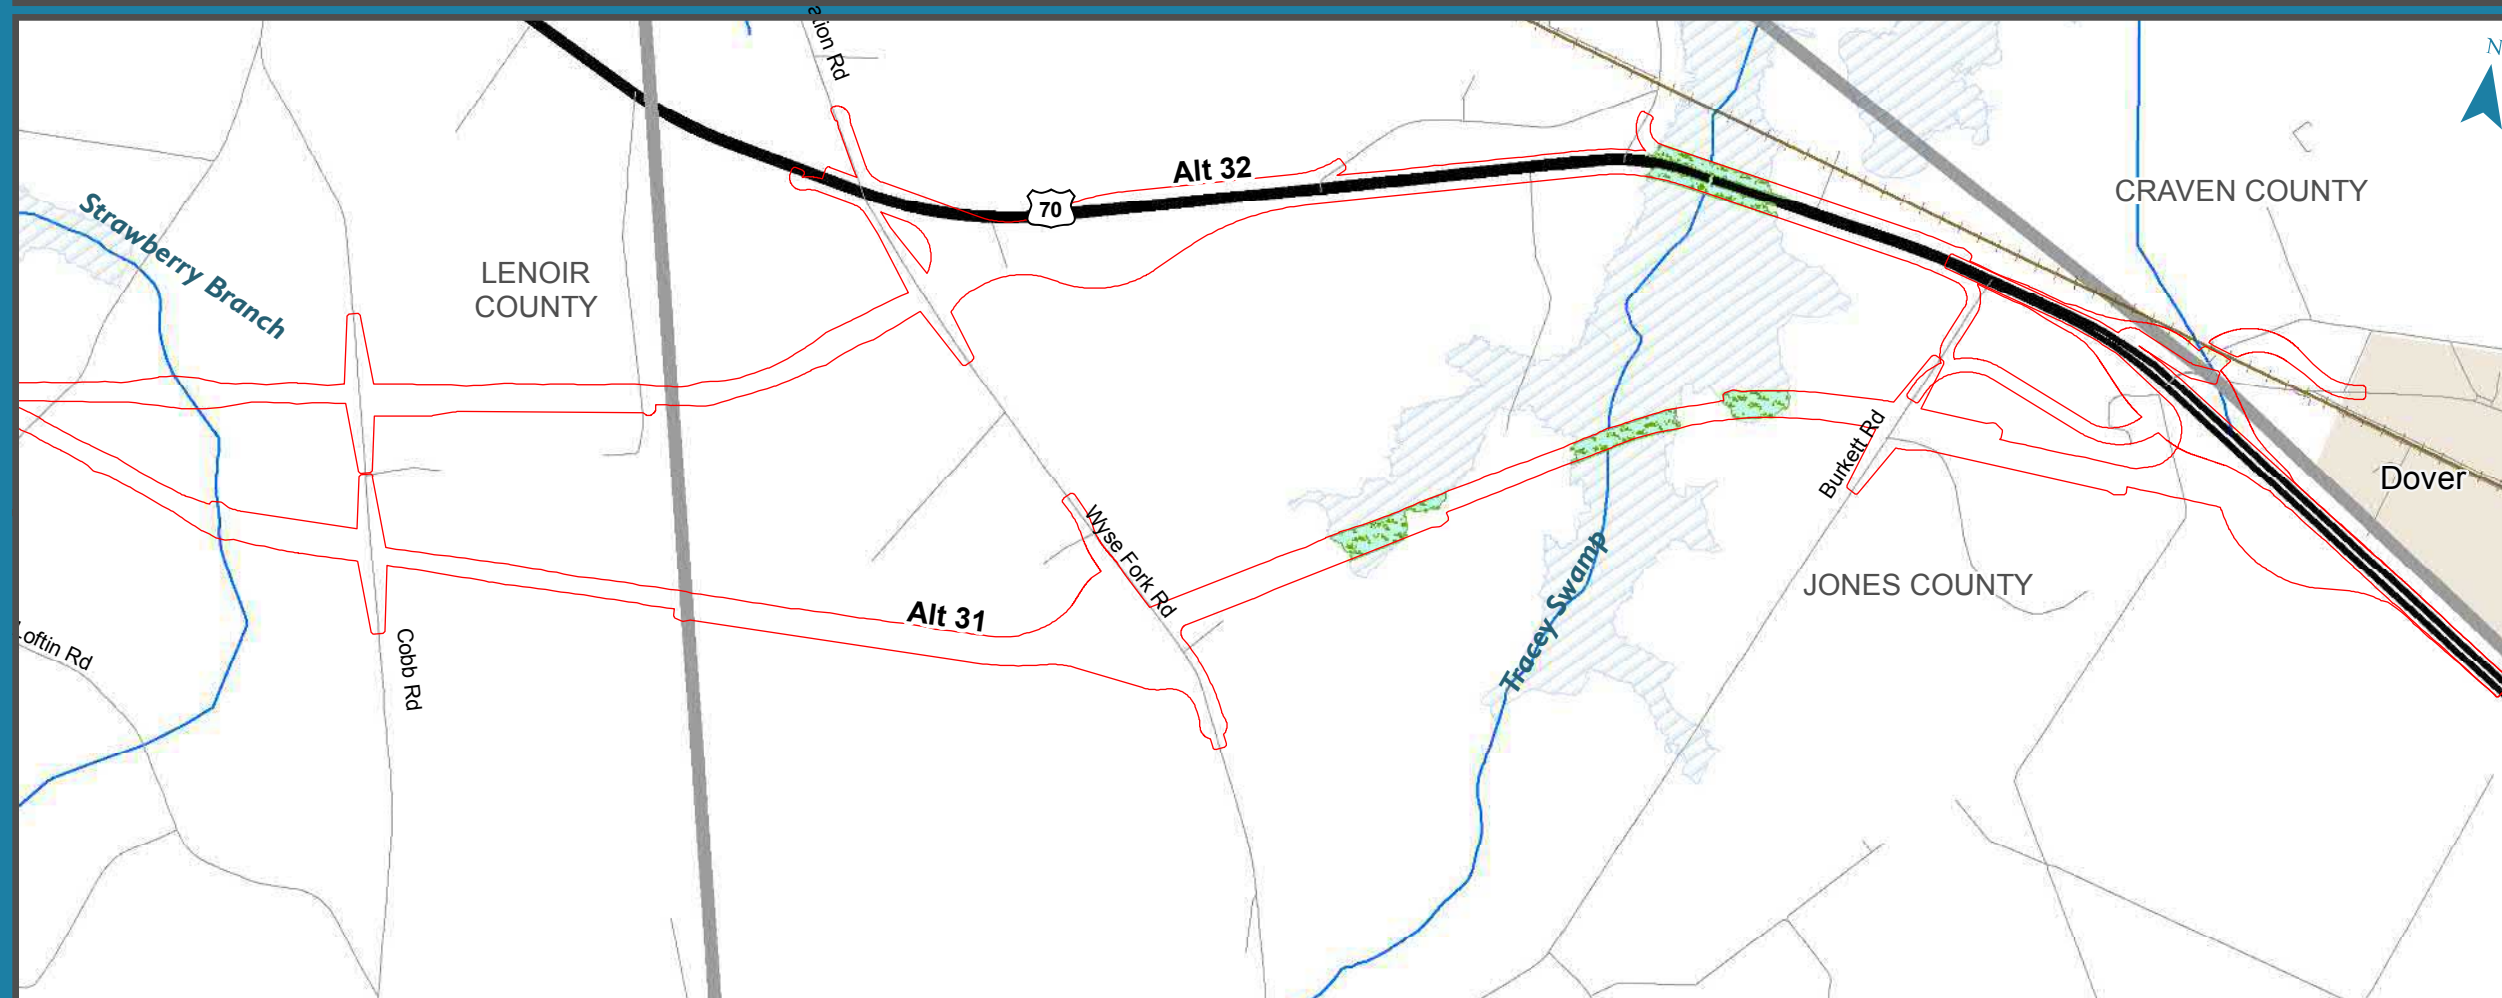 N
Alt 32
70
CRAVEN COUNTY
Strawberry Branch
LENOIR
COUNTY
Burkett Rd
Dover
Wyse Fork Rd
Tracey Swamp
JONES COUNTY
Alt 31
Cobb Rd
Rd